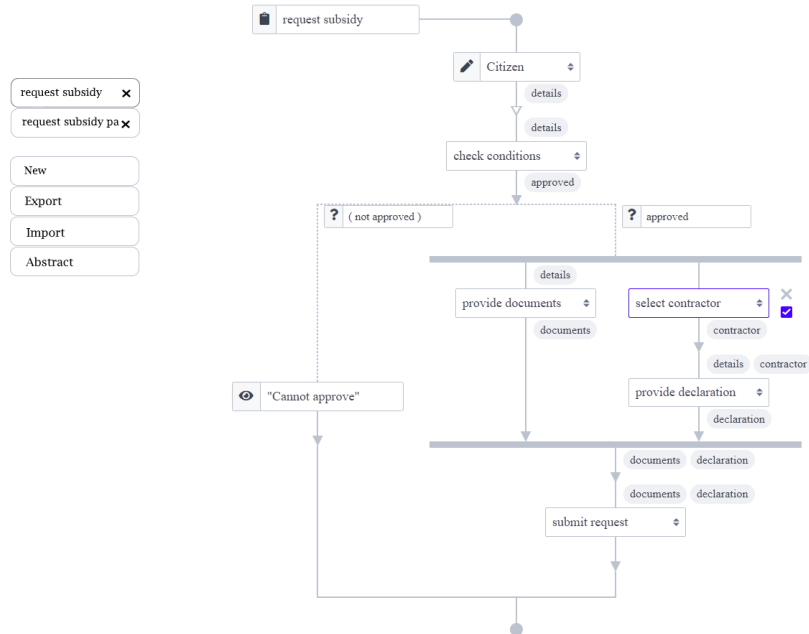 request subsidy
Citizen
details
request subsidy
request subsidy pa
details
check conditions
approved
New
Export
Import
Abstract
? ( not approved )
? approved
details
provide documents
select contractor
documents
contractor
details contractor
"Cannot approve"
provide declaration
declaration
documents declaration
documents declaration
submit request